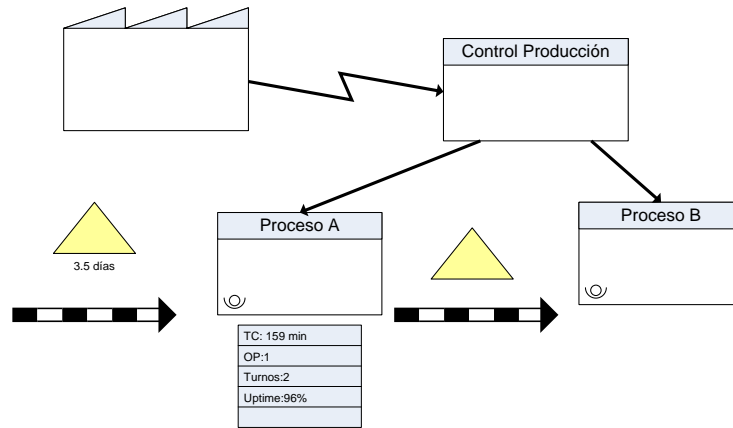 Control Producción
Proceso A
Proceso B
3.5 días
TC: 159 min
OP:1
Turnos:2
Uptime:96%